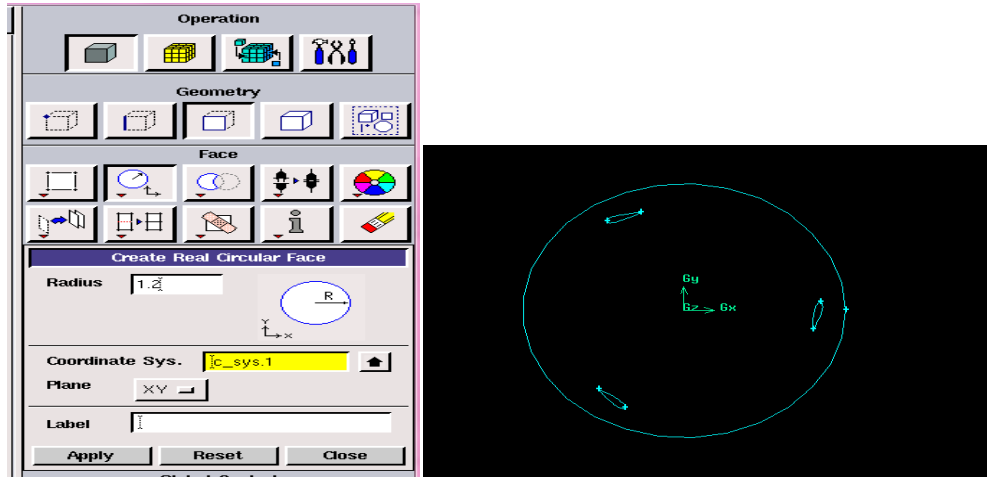 Operation
Geometry
Face
Create Real Circular Face
Radius 1.2
R
Y
X
Coordinate Sys. c_sys.1
Plane XY
Label
Apply Reset Close
Gy
Gz Gx